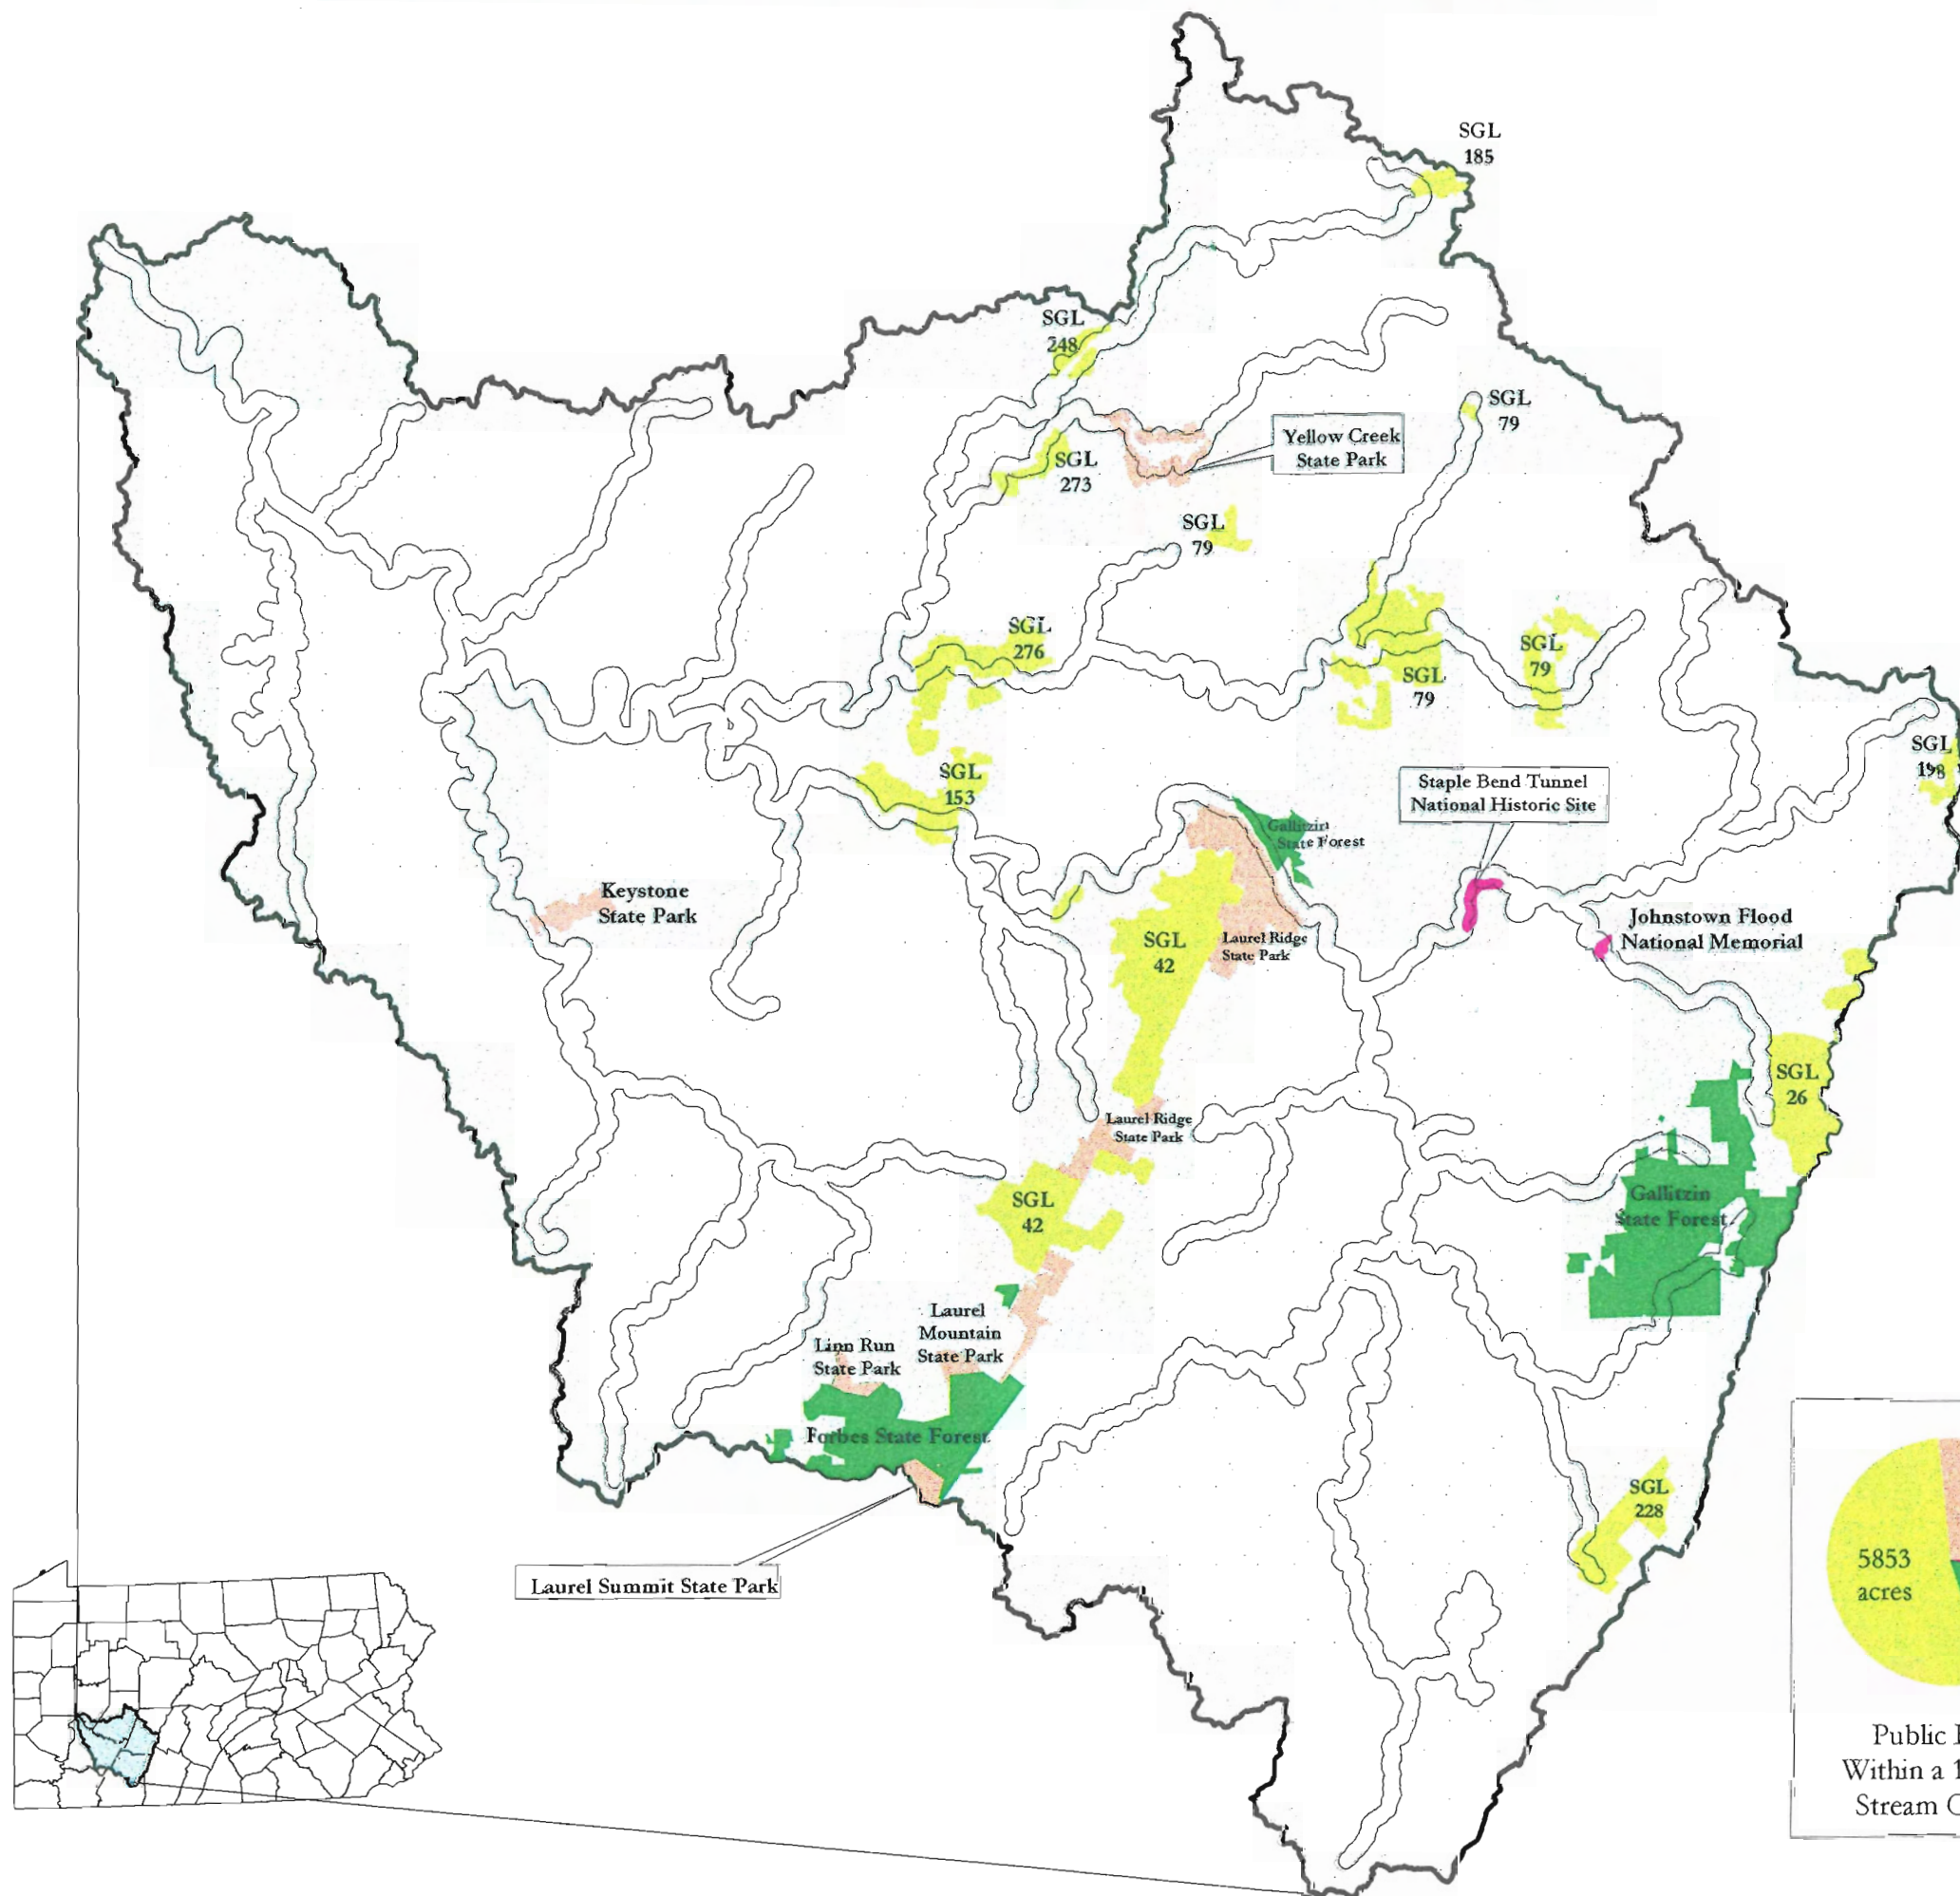 SGL
185
SGL
248
SGL
79
Yellow Creek
State Park
SGL
273
SGL
79
SGL
276
SGL
79
SGL
79
SGL
198
SGL
153
Staple Bend Tunnel
National Historic Site
Gallitzin
State Forest
Keystone
State Park
Johnstown Flood
National Memorial
SGL
42
Laurel Ridge
State Park
SGL
26
Laurel Ridge
State Park
SGL
42
Gallitzin
State Forest
Laurel
Mountain
State Park
Linn Run
State Park
Forbes State Forest
SGL
228
Laurel Summit State Park
5853
acres
Public
Within a 1
Stream